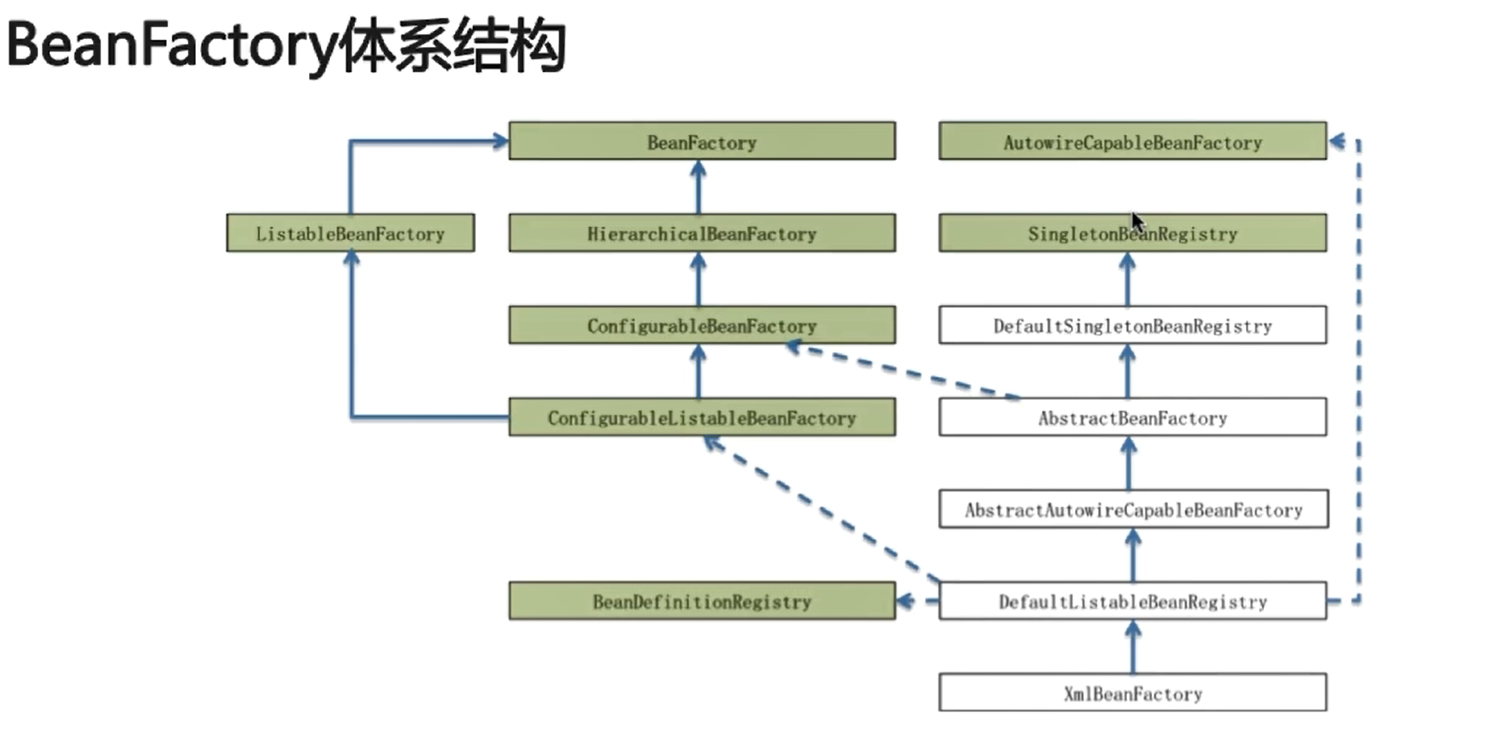 BeanFactory体系结构
BeanFactory
AutowireCapableBeanFactory
ListableBeanFactory
HierarchicalBeanFactory
SingletonBeanRegistry
ConfigurableBeanFactory
DefaultSingletonBeanRegistry
ConfigurableListableBeanFactory
AbstractBeanFactory
AbstractAutowireCapableBeanFactory
BeanDefinitionRegistry
DefaultListableBeanRegistry
XmlBeanFactory